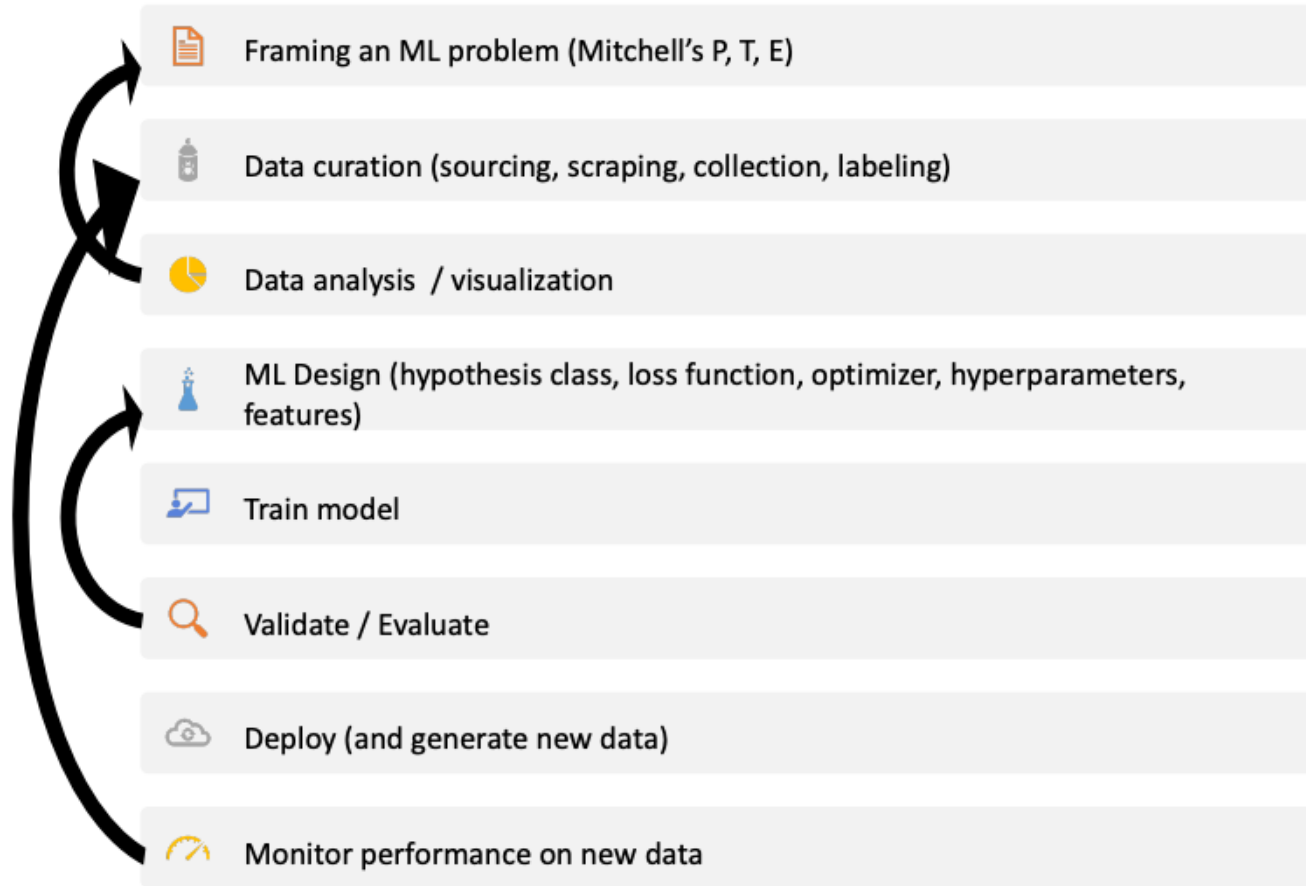 Framing an ML problem (Mitchell’s P, T, E)
Data curation (sourcing, scraping, collection, labeling)
Data analysis / visualization
ML Design (hypothesis class, loss function, optimizer, hyperparameters,
features)
Train model
Validate / Evaluate
Deploy (and generate new data)
Monitor performance on new data